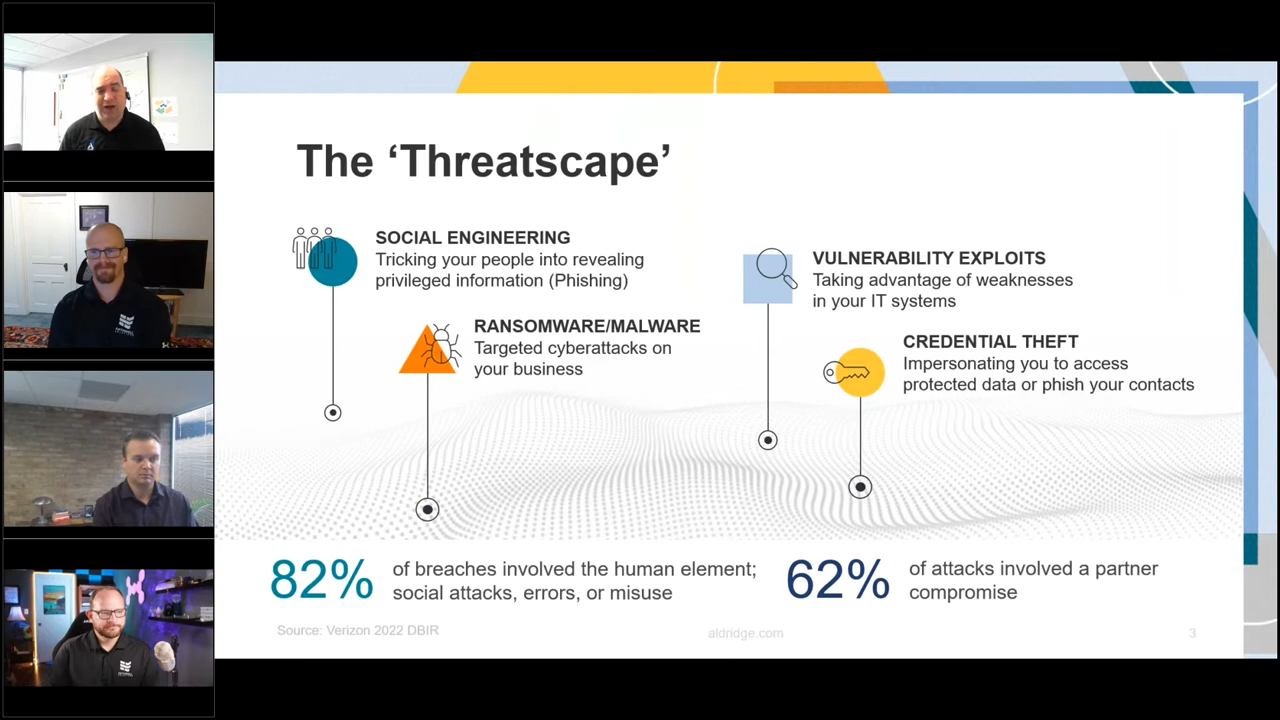 The ‘Threatscape’
SOCIAL ENGINEERING
Tricking your people into revealing
privileged information (Phishing)
RANSOMWARE/MALWARE
Targeted cyberattacks on
your business
VULNERABILITY EXPLOITS
Taking advantage of weaknesses
in your IT systems
CREDENTIAL THEFT
Impersonating you to access
protected data or phish your contacts
82%
of breaches involved the human element;
social attacks, errors, or misuse
62%
of attacks involved a partner
compromise
Source: Verizon 2022 DBIR
aldridge.com
3